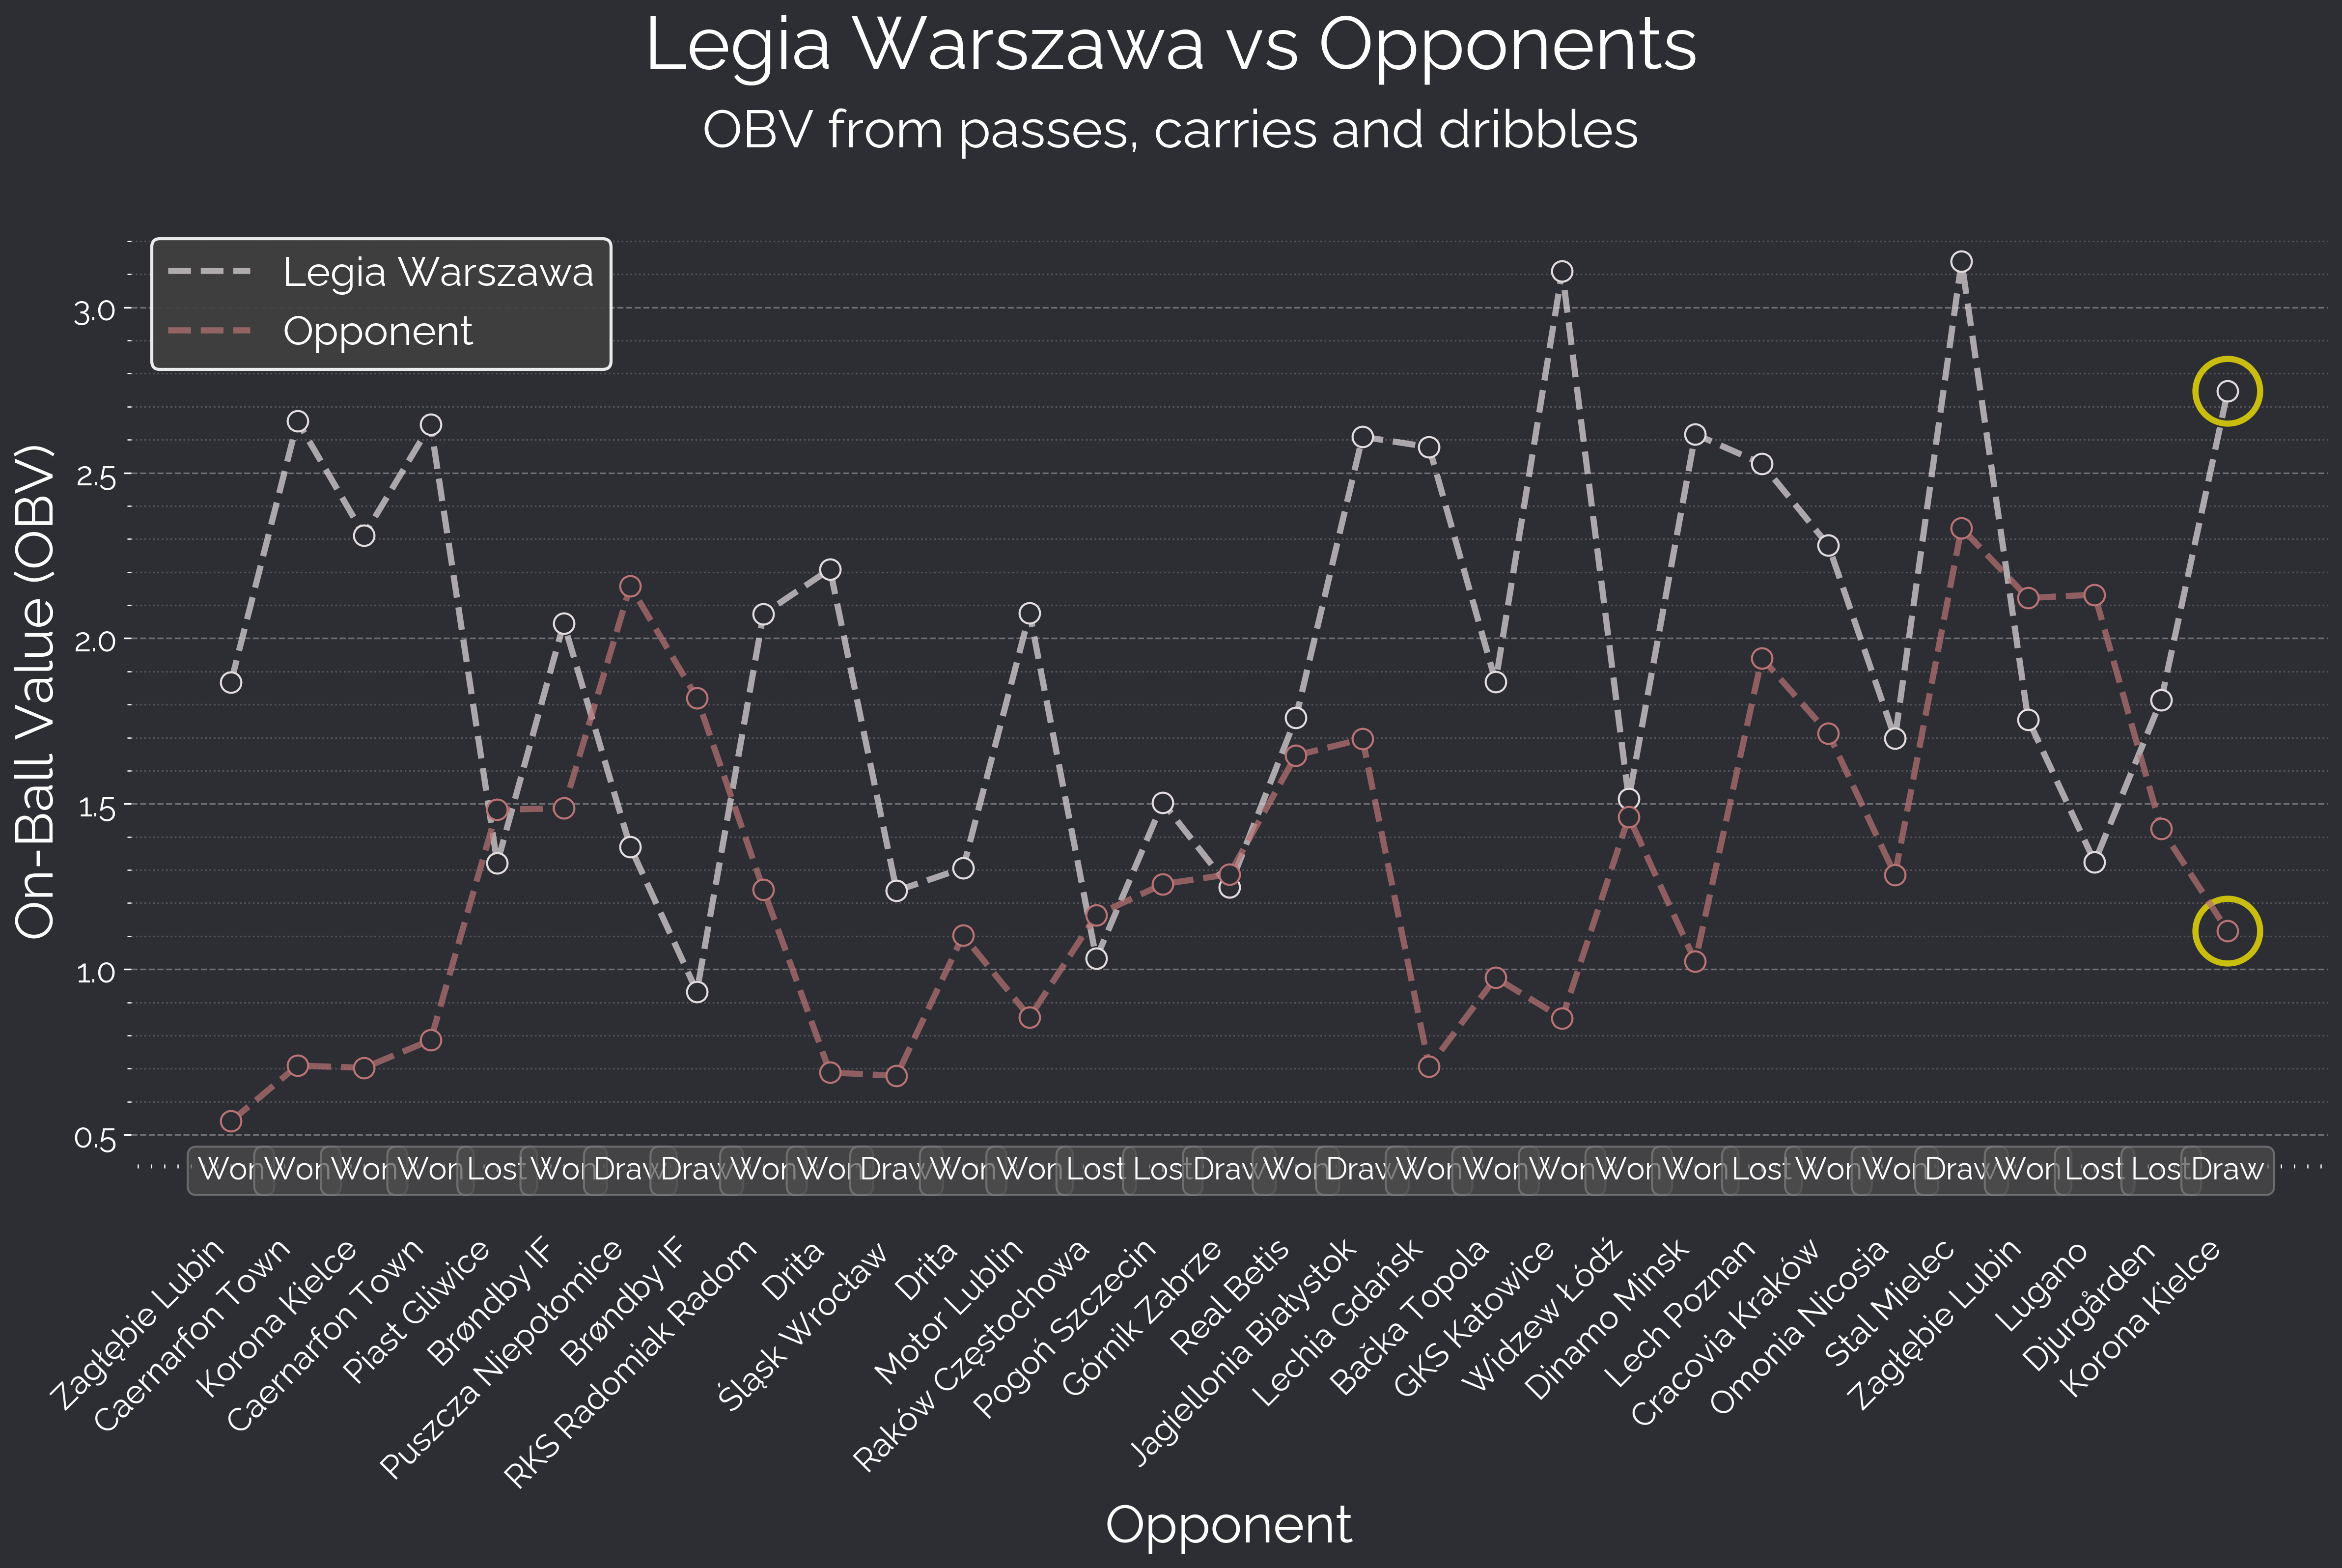 Legia Warszawa vs Opponents
OBV from passes, carries and dribbles
Legia Warszawa
Opponent
On-Ball Value (OBV)
3.0
2.5
2.0
1.5
1.0
0.5
Won Won Won Won Lost Won Draw Draw Won Won Draw Won Won Lost Lost Draw Won Draw Won Won Won Won Won Lost Won Won Draw Won Lost Lost Draw
Zagłębie Lubin
Caernarfon Town
Korona Kielce
Caernarfon Town
Piast Gliwice
Brøndby IF
Puszcza Niepołomice
Brøndby IF
RKS Radomiak Radom
Drita
Śląsk Wrocław
Drita
Motor Lublin
Raków Częstochowa
Pogoń Szczecin
Górnik Zabrze
Real Betis
Jagiellonia Białystok
Lechia Gdańsk
Bačka Topola
GKS Katowice
Widzew Łódź
Dinamo Minsk
Lech Poznan
Cracovia Kraków
Omonia Nicosia
Stal Mielec
Zagłębie Lubin
Lugano
Djurgården
Korona Kielce
Opponent